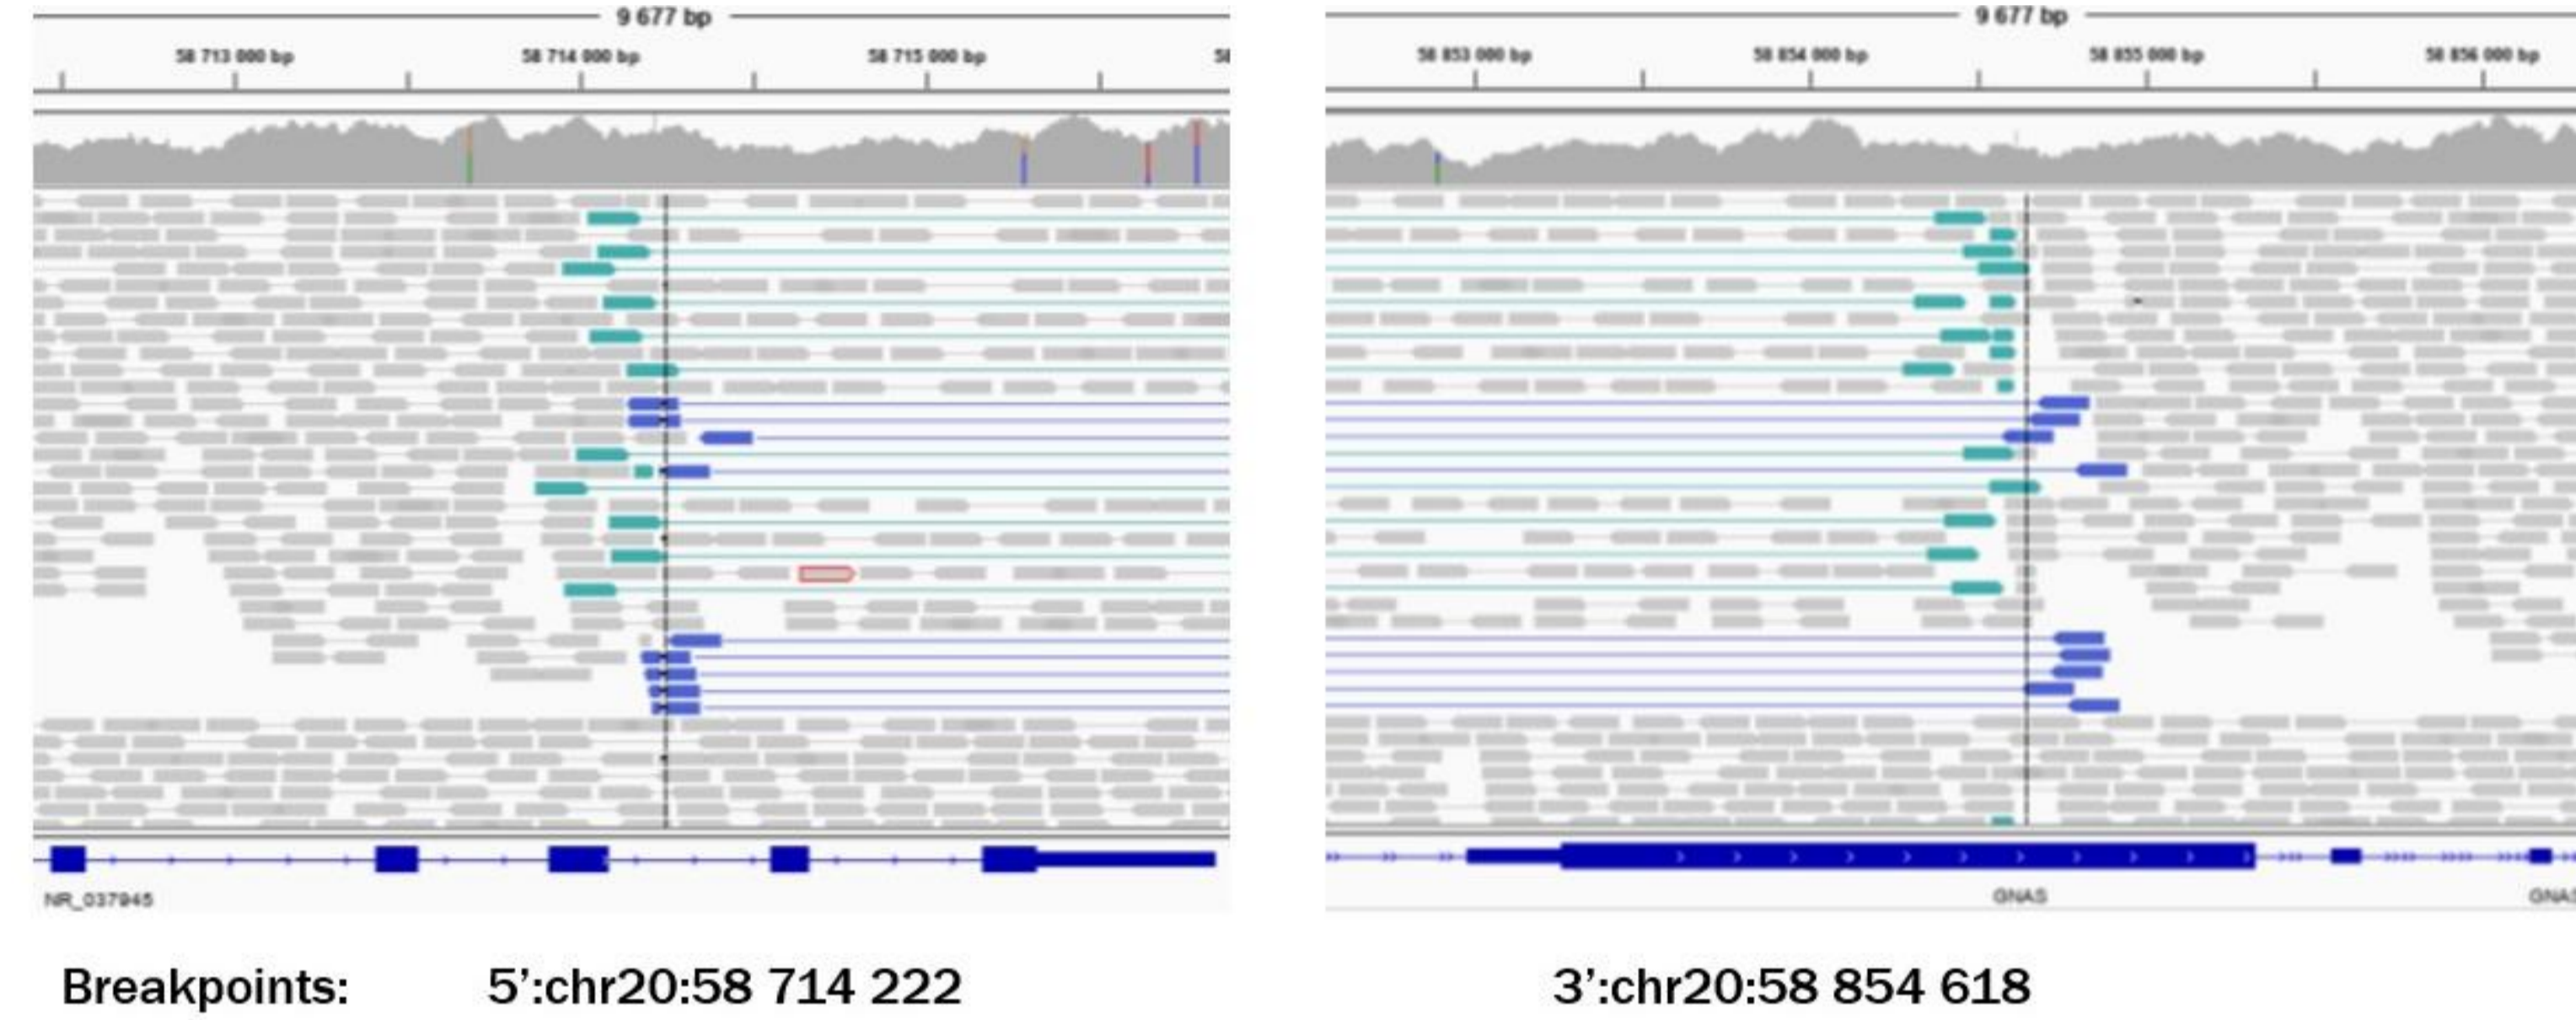 9 677 bp
58 713 000 bp 58 714 000 bp 58 715 000 bp 58
NR_037945
9 677 bp
58 853 000 bp 58 854 000 bp 58 855 000 bp 58 856 000 bp
GNAS GNAS
Breakpoints: 5’:chr20:58 714 222 3’:chr20:58 854 618